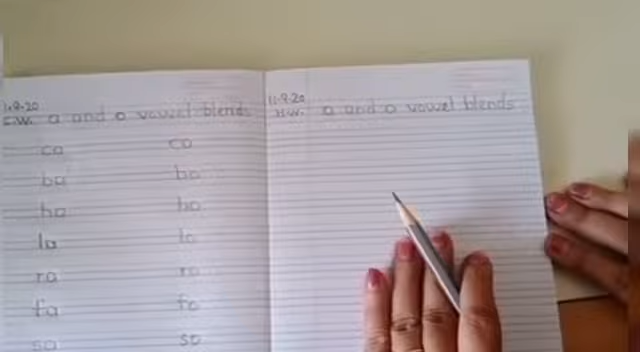 11-9-20
C.W. a and o vowel blends
ca co
ba bo
ha ho
la lo
ra ro
fa fo
sa so
11-9-20
H.W. a and o vowel blends